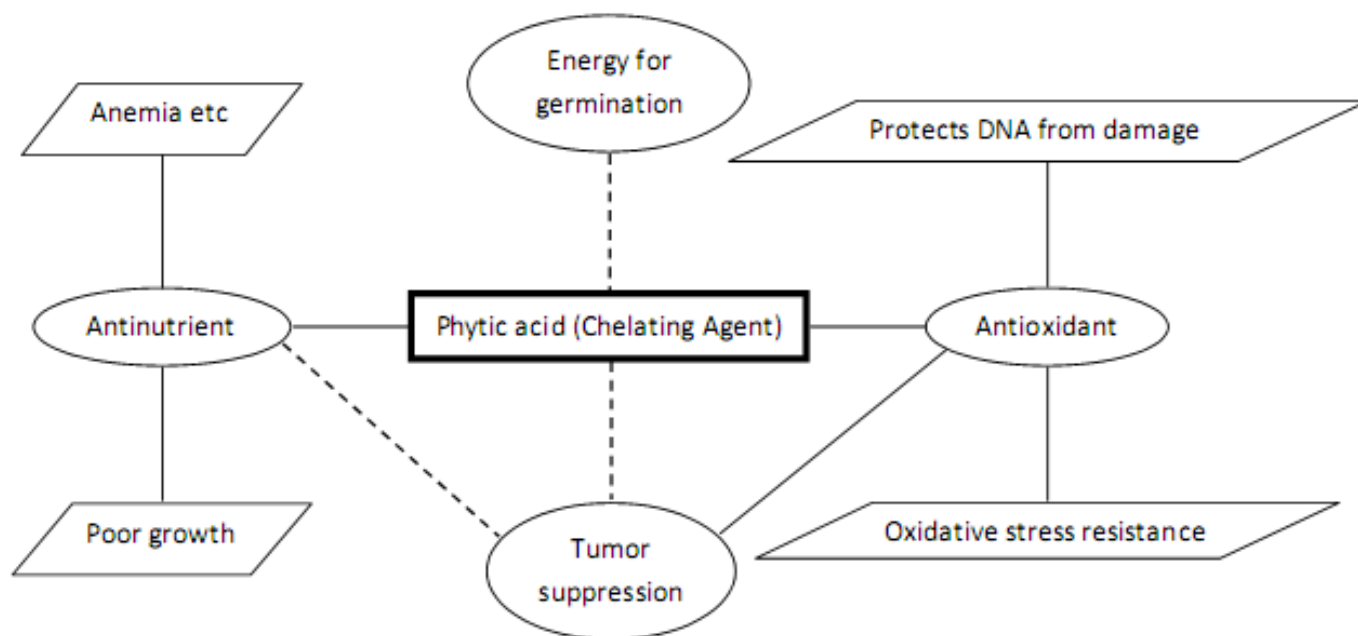 Energy for
germination
Anemia etc
Protects DNA from damage
Antinutrient
Phytic acid (Chelating Agent)
Antioxidant
Poor growth
Tumor
suppression
Oxidative stress resistance